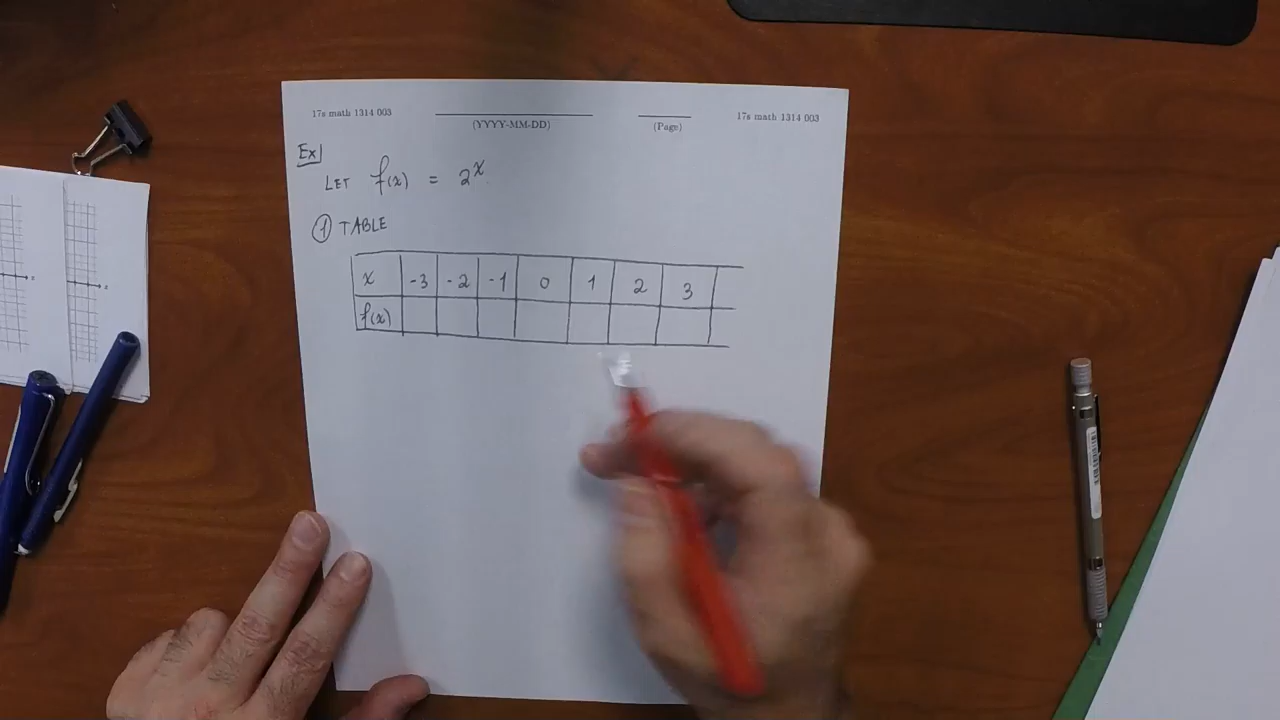 17s math 1314 003 (YYYY-MM-DD) (Page) 17s math 1314 003
Ex
LET f(x) = 2^x
① TABLE
x -3 -2 -1 0 1 2 3
f(x)